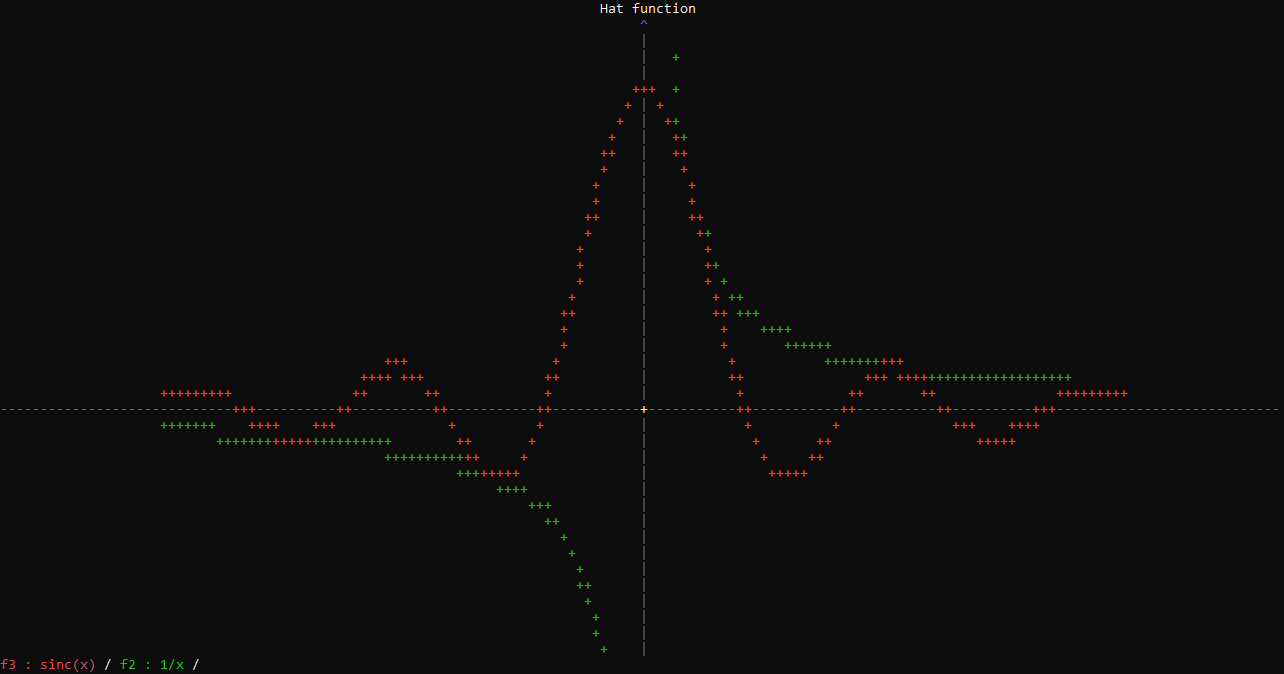 Hat function
f3 : sinc(x) / f2 : 1/x /